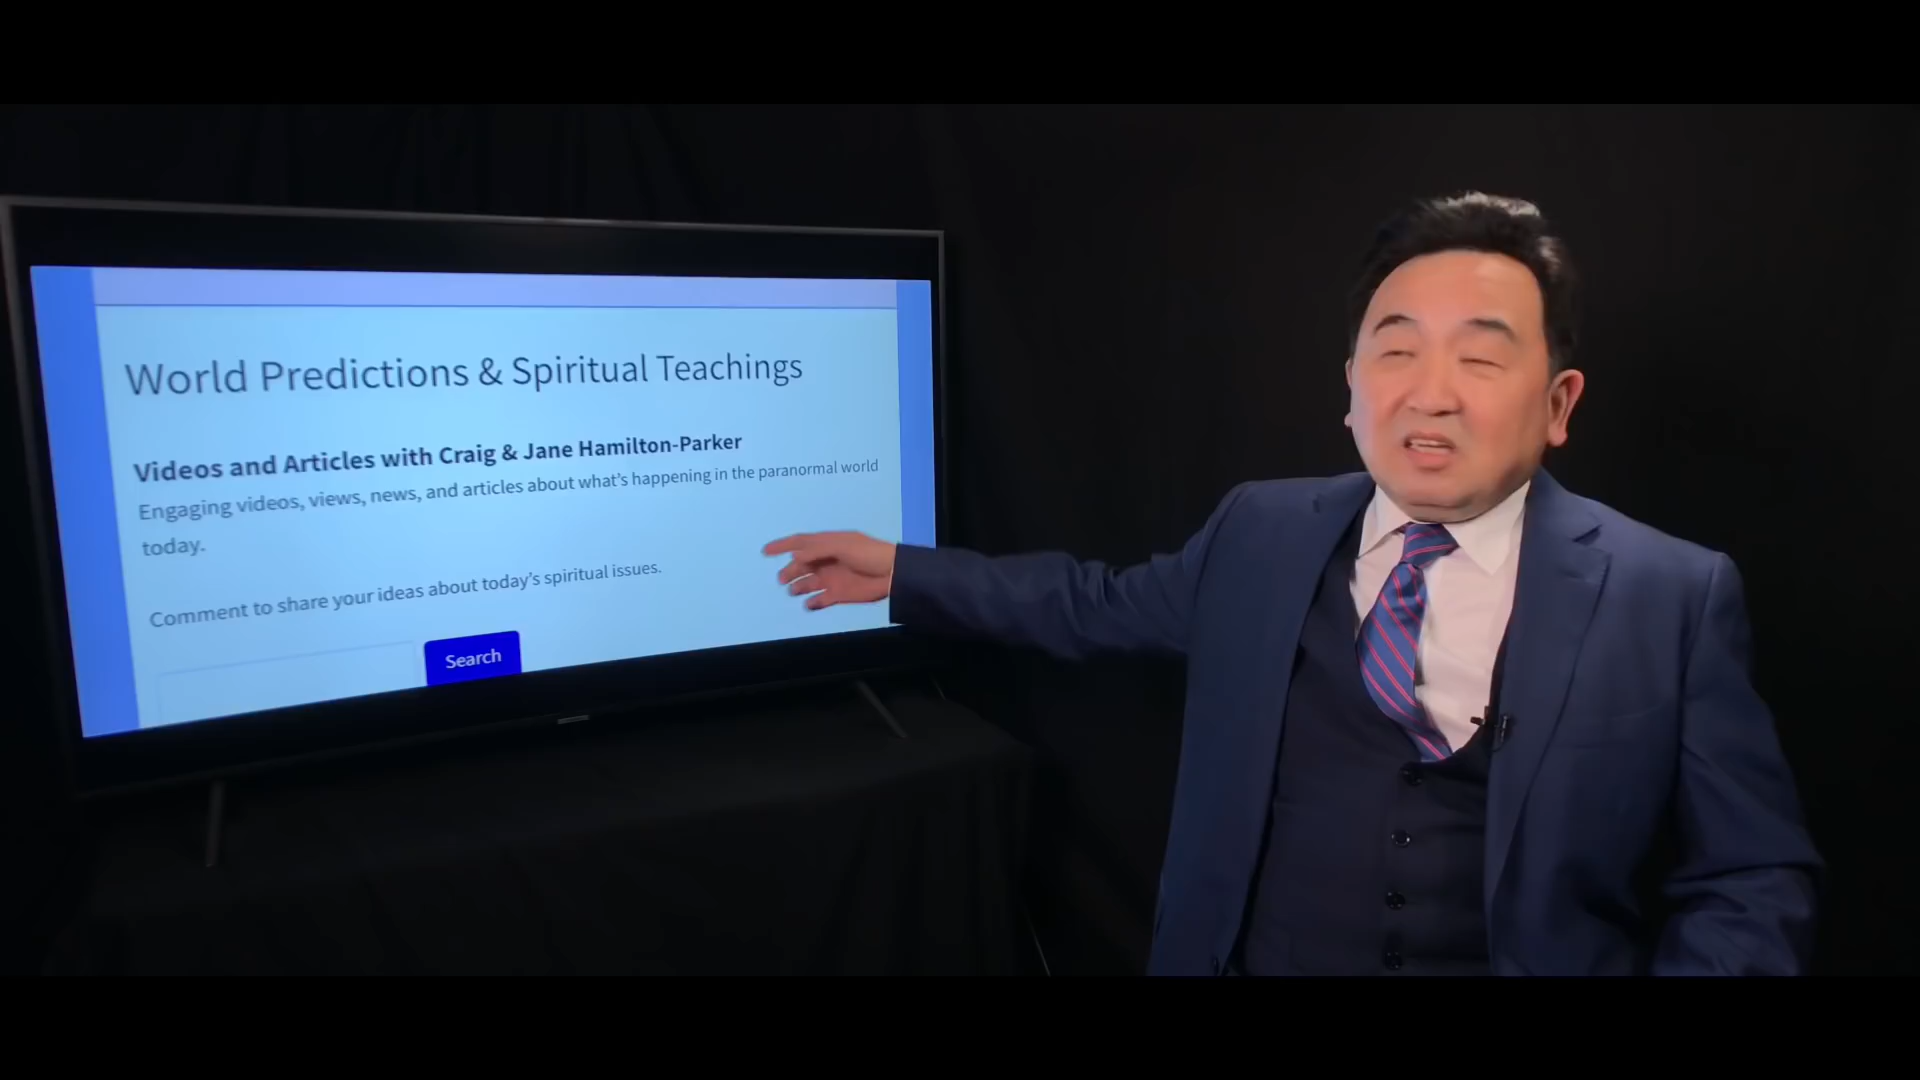 World Predictions & Spiritual Teachings
Videos and Articles with Craig & Jane Hamilton-Parker
Engaging videos, views, news, and articles about what’s happening in the paranormal world
today.
Comment to share your ideas about today’s spiritual issues.
Search